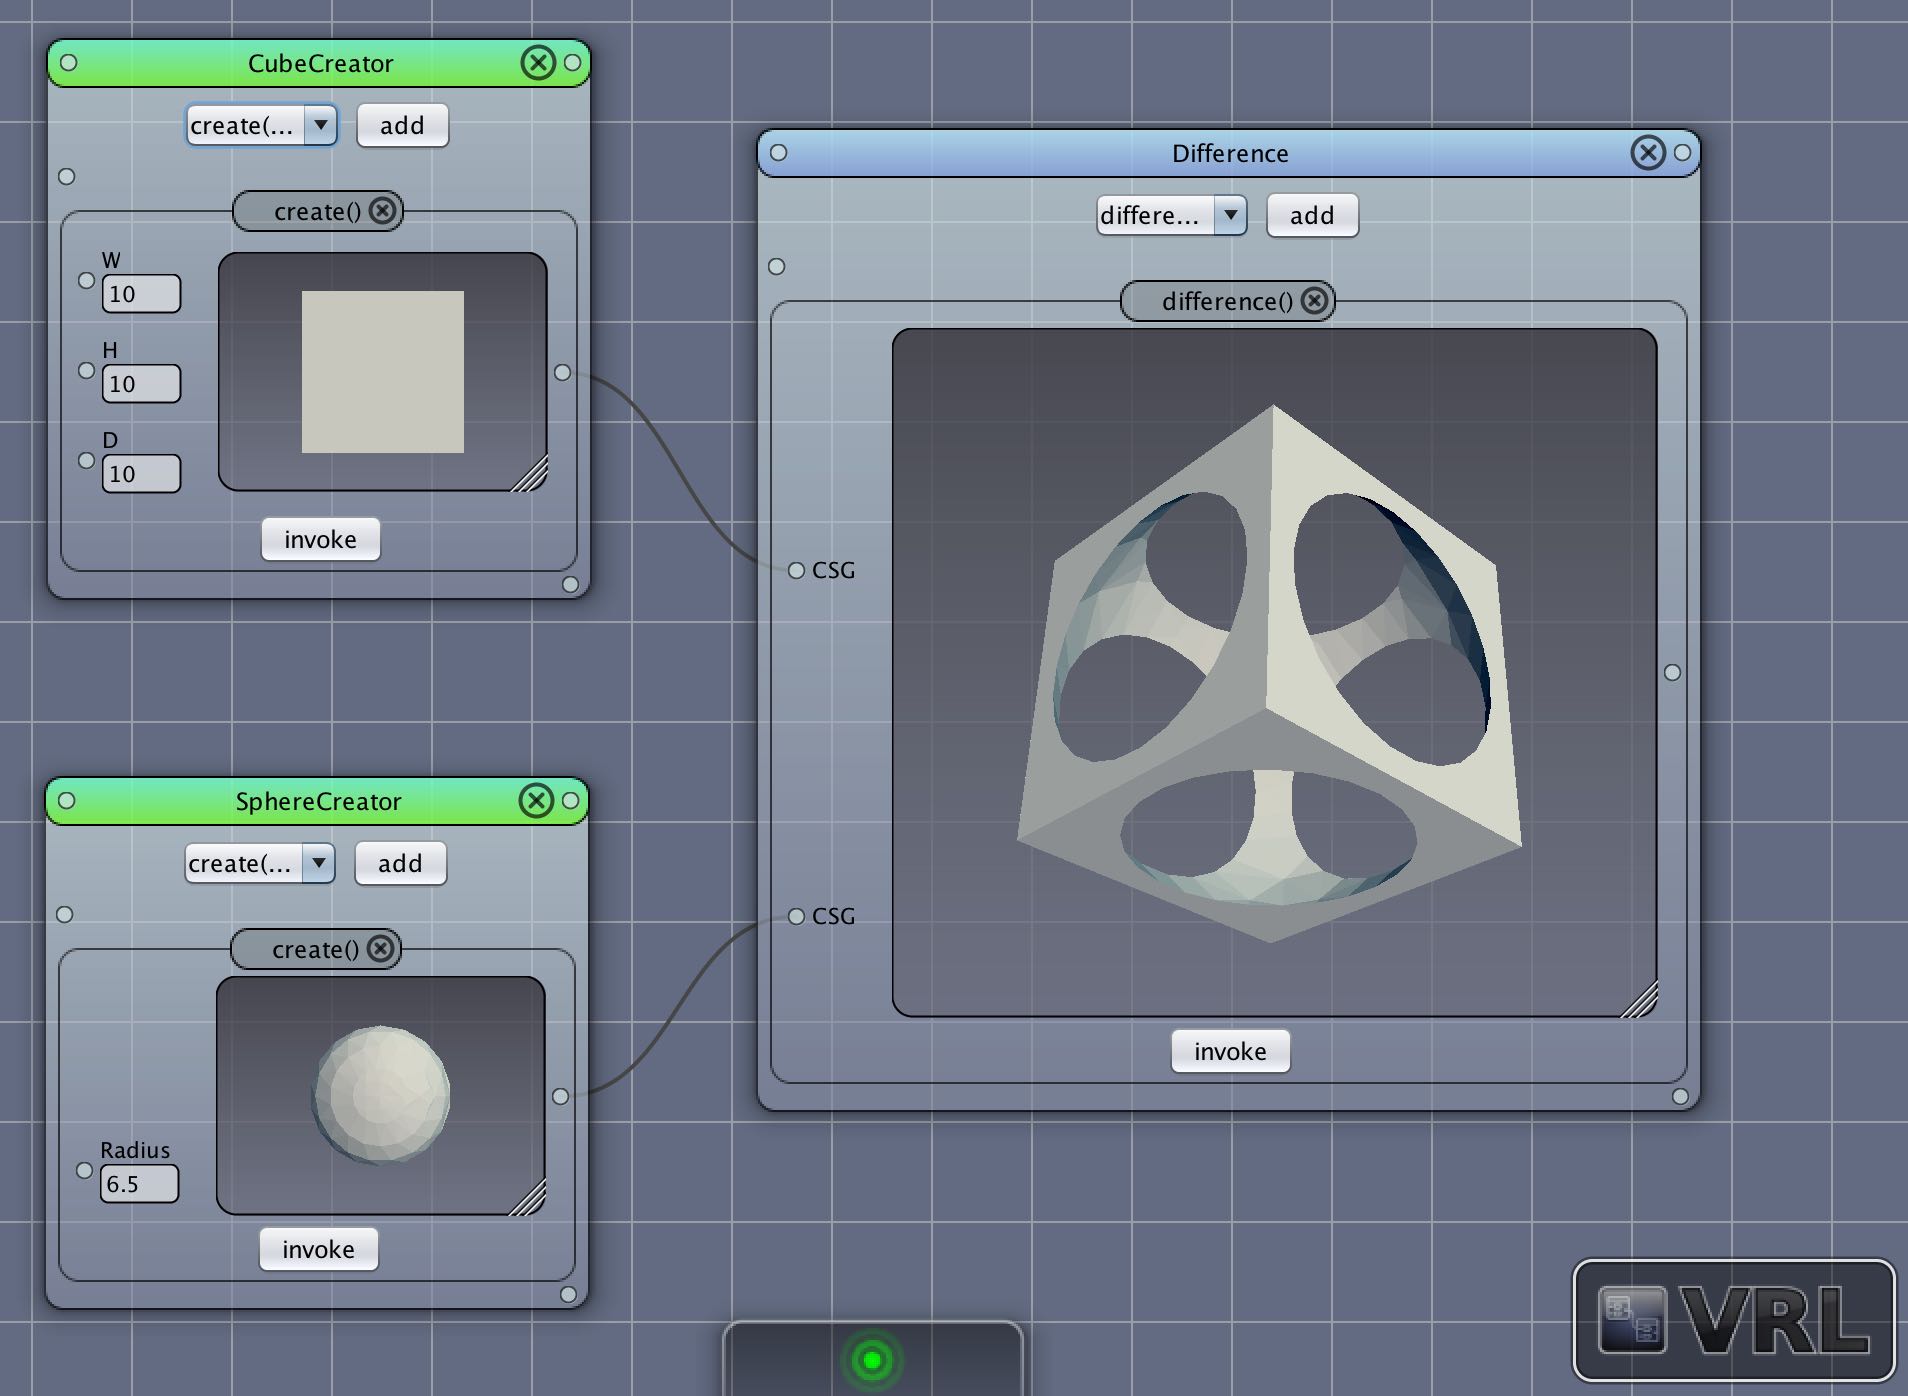 CubeCreator
create(...
add
create()
W
10
H
10
D
10
invoke
Difference
differe...
add
difference()
CSG
CSG
invoke
SphereCreator
create(...
add
create()
Radius
6.5
invoke
VRL